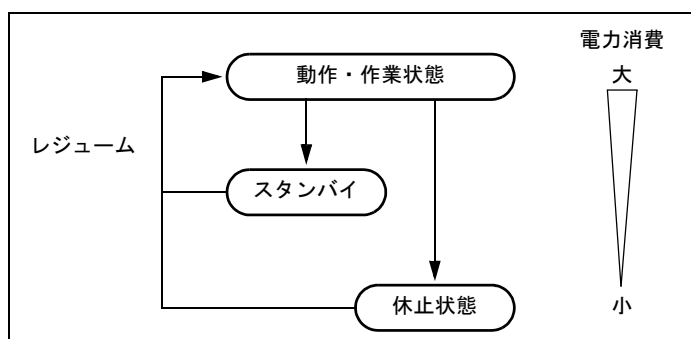 電力消費
動作・作業状態
大
レジューム
スタンバイ
休止状態
小